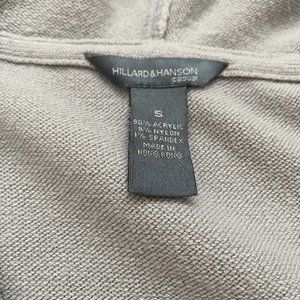 HILLARD&HANSON
casual
S
90% ACRYLIC
9% NYLON
1% SPANDEX
MADE IN
HONG KONG